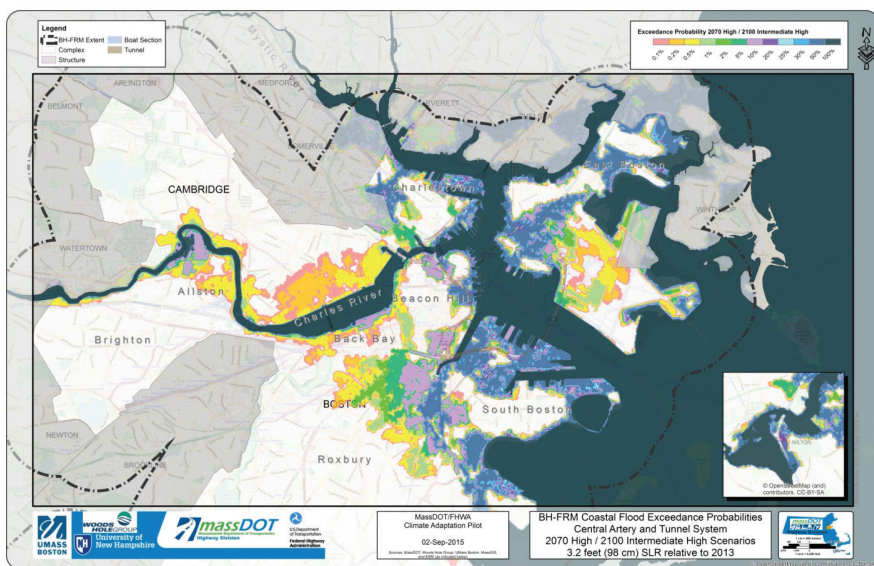 Legend
BH-FRM Extent
Boat Section
Complex
Tunnel
Structure
Exceedance Probability 2070 High / 2100 Intermediate High
0.1%
0.2%
0.5%
1%
2%
5%
10%
20%
25%
30%
50%
100%
N
Mystic River
ARLINGTON
MEDFORD
EVERETT
BELMONT
SOMERVILLE
CAMBRIDGE
Charlestown
East Boston
WINTHROP
WATERTOWN
Allston
Charles River
Beacon Hill
Brighton
Back Bay
BOSTON
South Boston
Roxbury
NEWTON
BROOKLINE
MILTON
© OpenStreetMap (and)
contributors, CC-BY-SA
UMASS
BOSTON
WOODS
HOLE GROUP
University of
New Hampshire
massDOT
Massachusetts Department of Transportation
Highway Division
U.S. Department
of Transportation
Federal Highway
Administration
MassDOT/FHWA
Climate Adaptation Pilot
02-Sep-2015
BH-FRM Coastal Flood Exceedance Probabilities
Central Artery and Tunnel System
2070 High / 2100 Intermediate High Scenarios
3.2 feet (98 cm) SLR relative to 2013